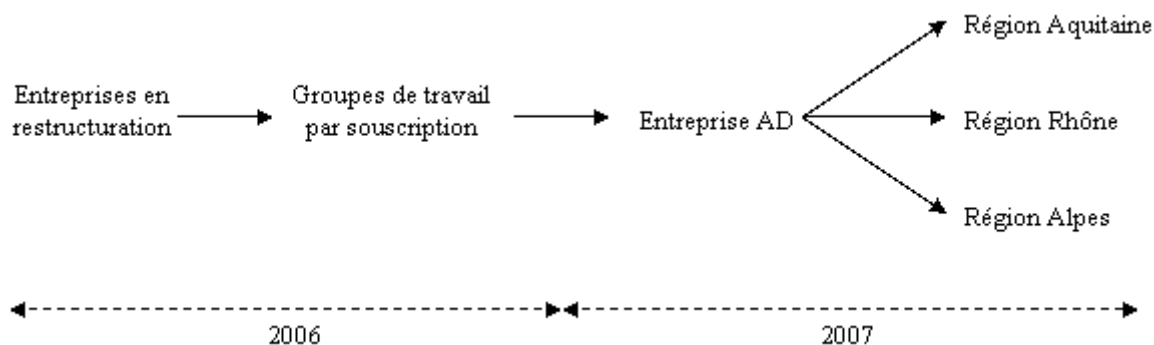 Région Aquitaine
Entreprises en
restructuration
Groupes de travail
par souscription
Entreprise AD
Région Rhône
Région Alpes
2006
2007